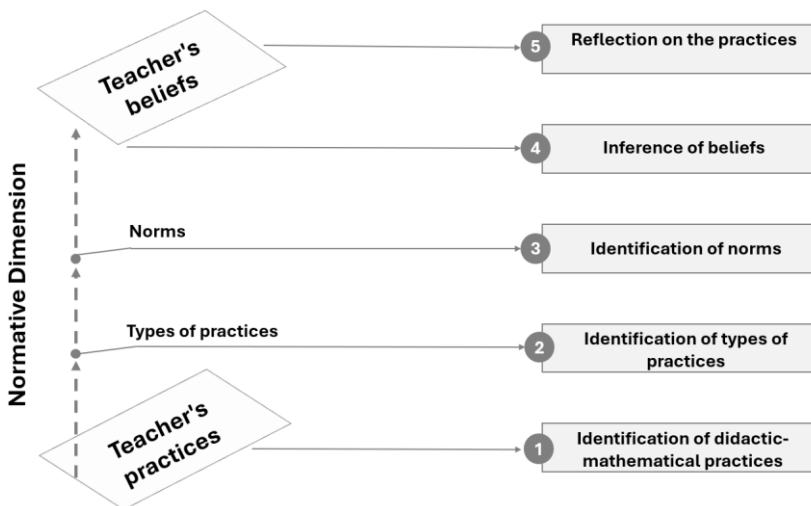 Teacher's
beliefs
5
Reflection on the practices
4
Inference of beliefs
Normative Dimension
Norms
3
Identification of norms
Types of practices
2
Identification of types of
practices
Teacher's
practices
1
Identification of didactic-
mathematical practices